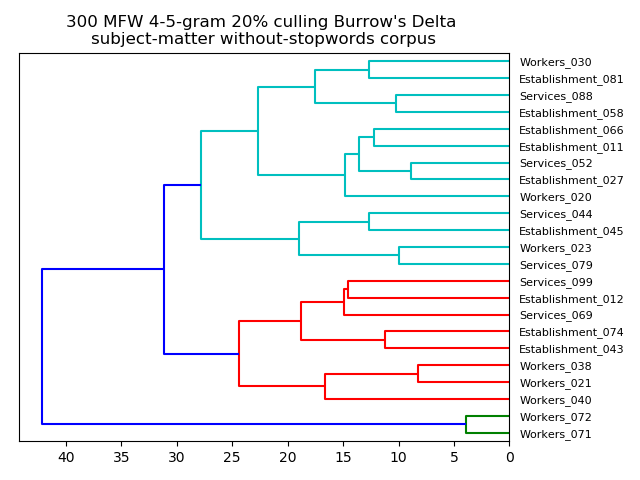 300 MFW 4-5-gram 20% culling Burrow's Delta
subject-matter without-stopwords corpus
Workers_030
Establishment_081
Services_088
Establishment_058
Establishment_066
Establishment_011
Services_052
Establishment_027
Workers_020
Services_044
Establishment_045
Workers_023
Services_079
Services_099
Establishment_012
Services_069
Establishment_074
Establishment_043
Workers_038
Workers_021
Workers_040
Workers_072
Workers_071
40 35 30 25 20 15 10 5 0